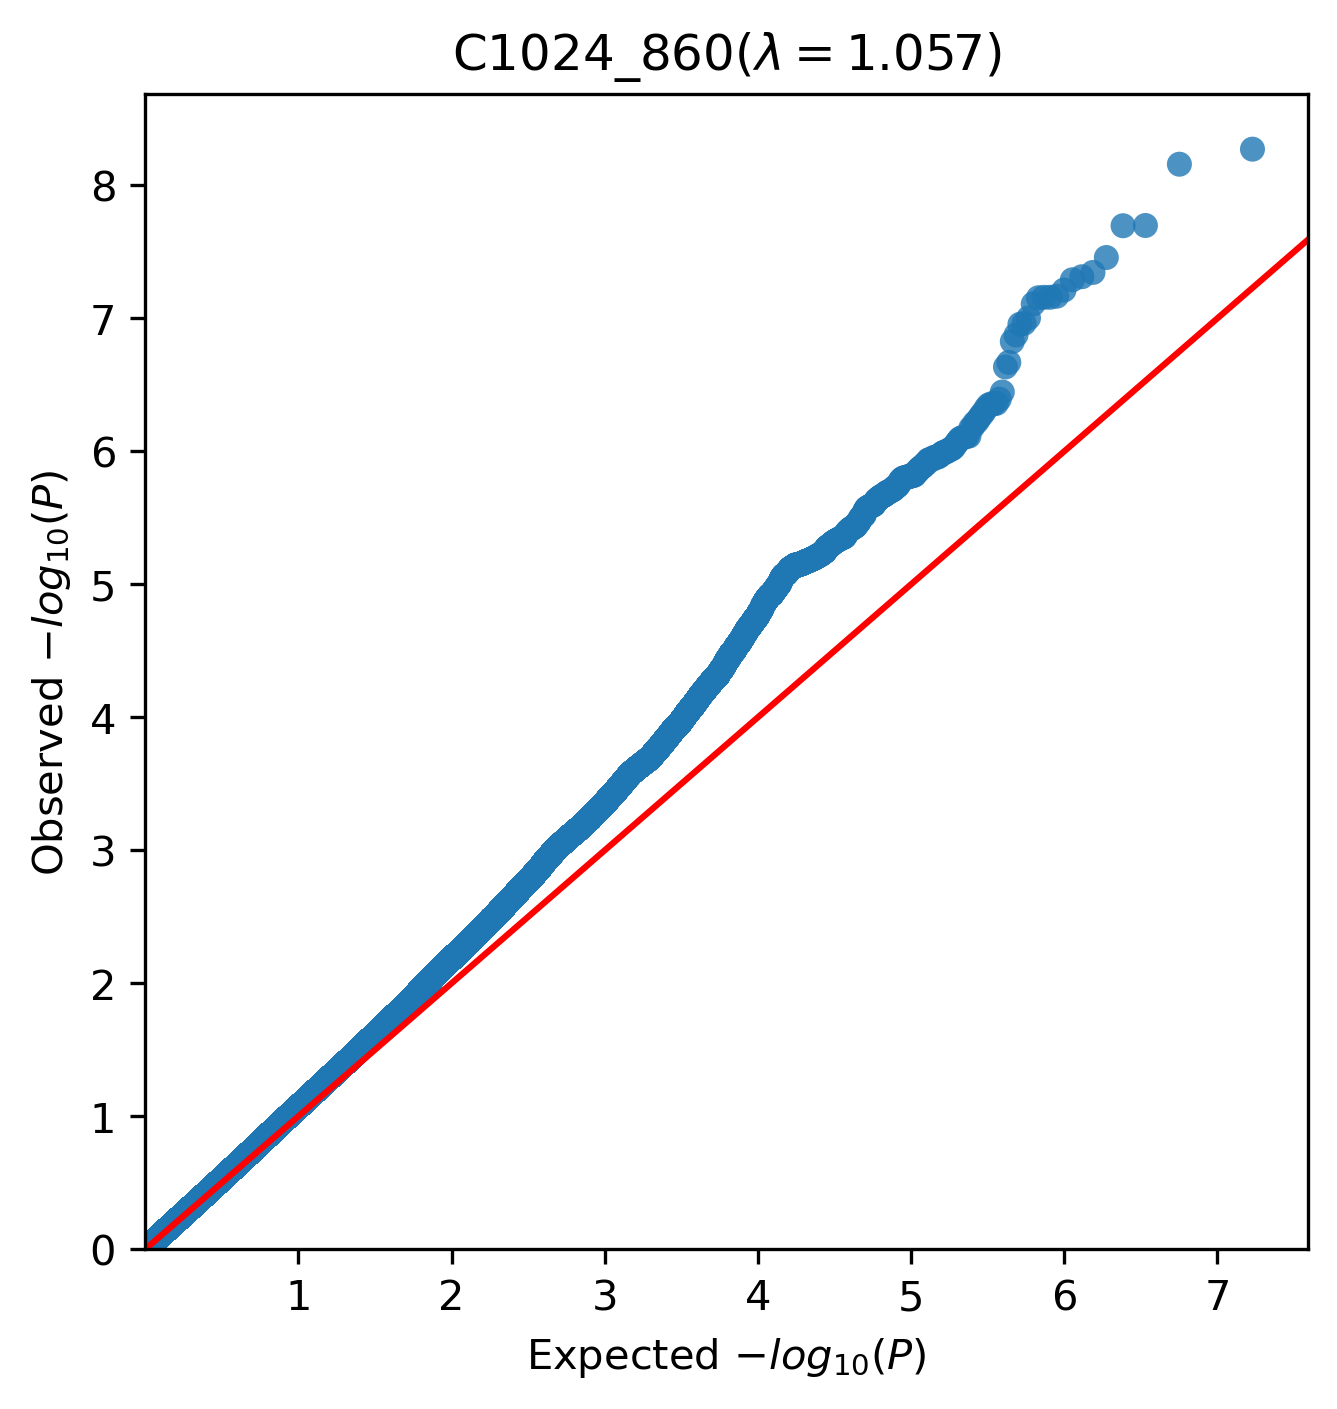 C1024_860(λ = 1.057)
8
7
6
5
4
3
2
1
0
Observed −log₁₀(P)
1 2 3 4 5 6 7
Expected −log₁₀(P)